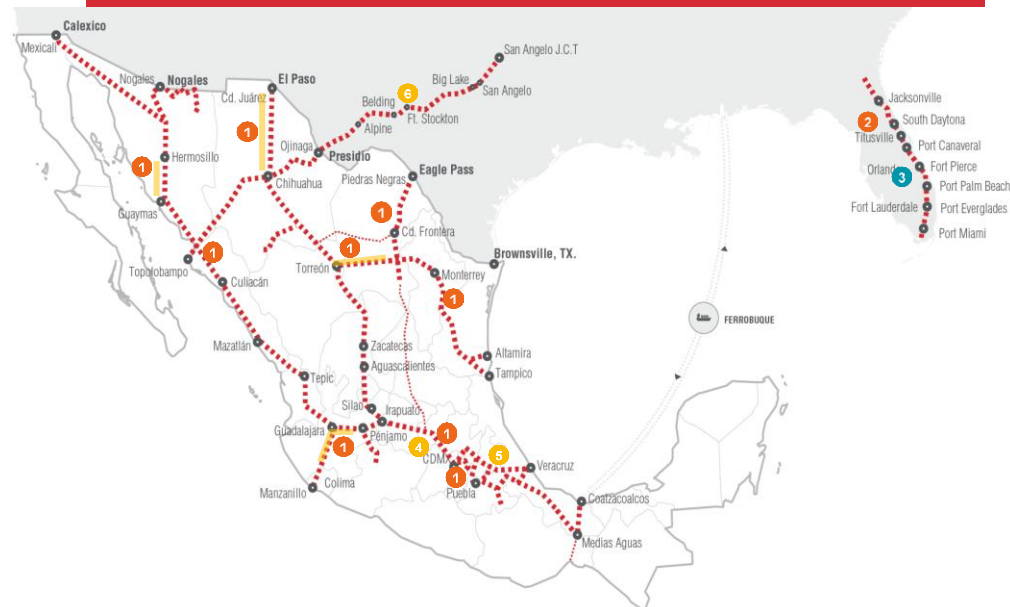 Calexico
Mexicali
Nogales
Nogales
El Paso
Cd. Juárez
San Angelo J.C.T
Big Lake
San Angelo
6
Belding
Ft. Stockton
Alpine
Ojinaga
Presidio
1
Hermosillo
1
Guaymas
Chihuahua
Eagle Pass
Piedras Negras
1
Cd. Frontera
1
Torreón
Monterrey
Brownsville, TX.
1
1
Topolobampo
Culiacán
Mazatlán
Zacatecas
Aguascalientes
Altamira
Tampico
Tepic
Silao
Irapuato
Guadalajara
1
Pénjamo
4
1
CDMX
1
5
Veracruz
Puebla
Colima
Manzanillo
Coatzacoalcos
Medias Aguas
FERROBUQUE
Jacksonville
2
South Daytona
Titusville
Port Canaveral
Orland
3
Fort Pierce
Port Palm Beach
Fort Lauderdale
Port Everglades
Port Miami